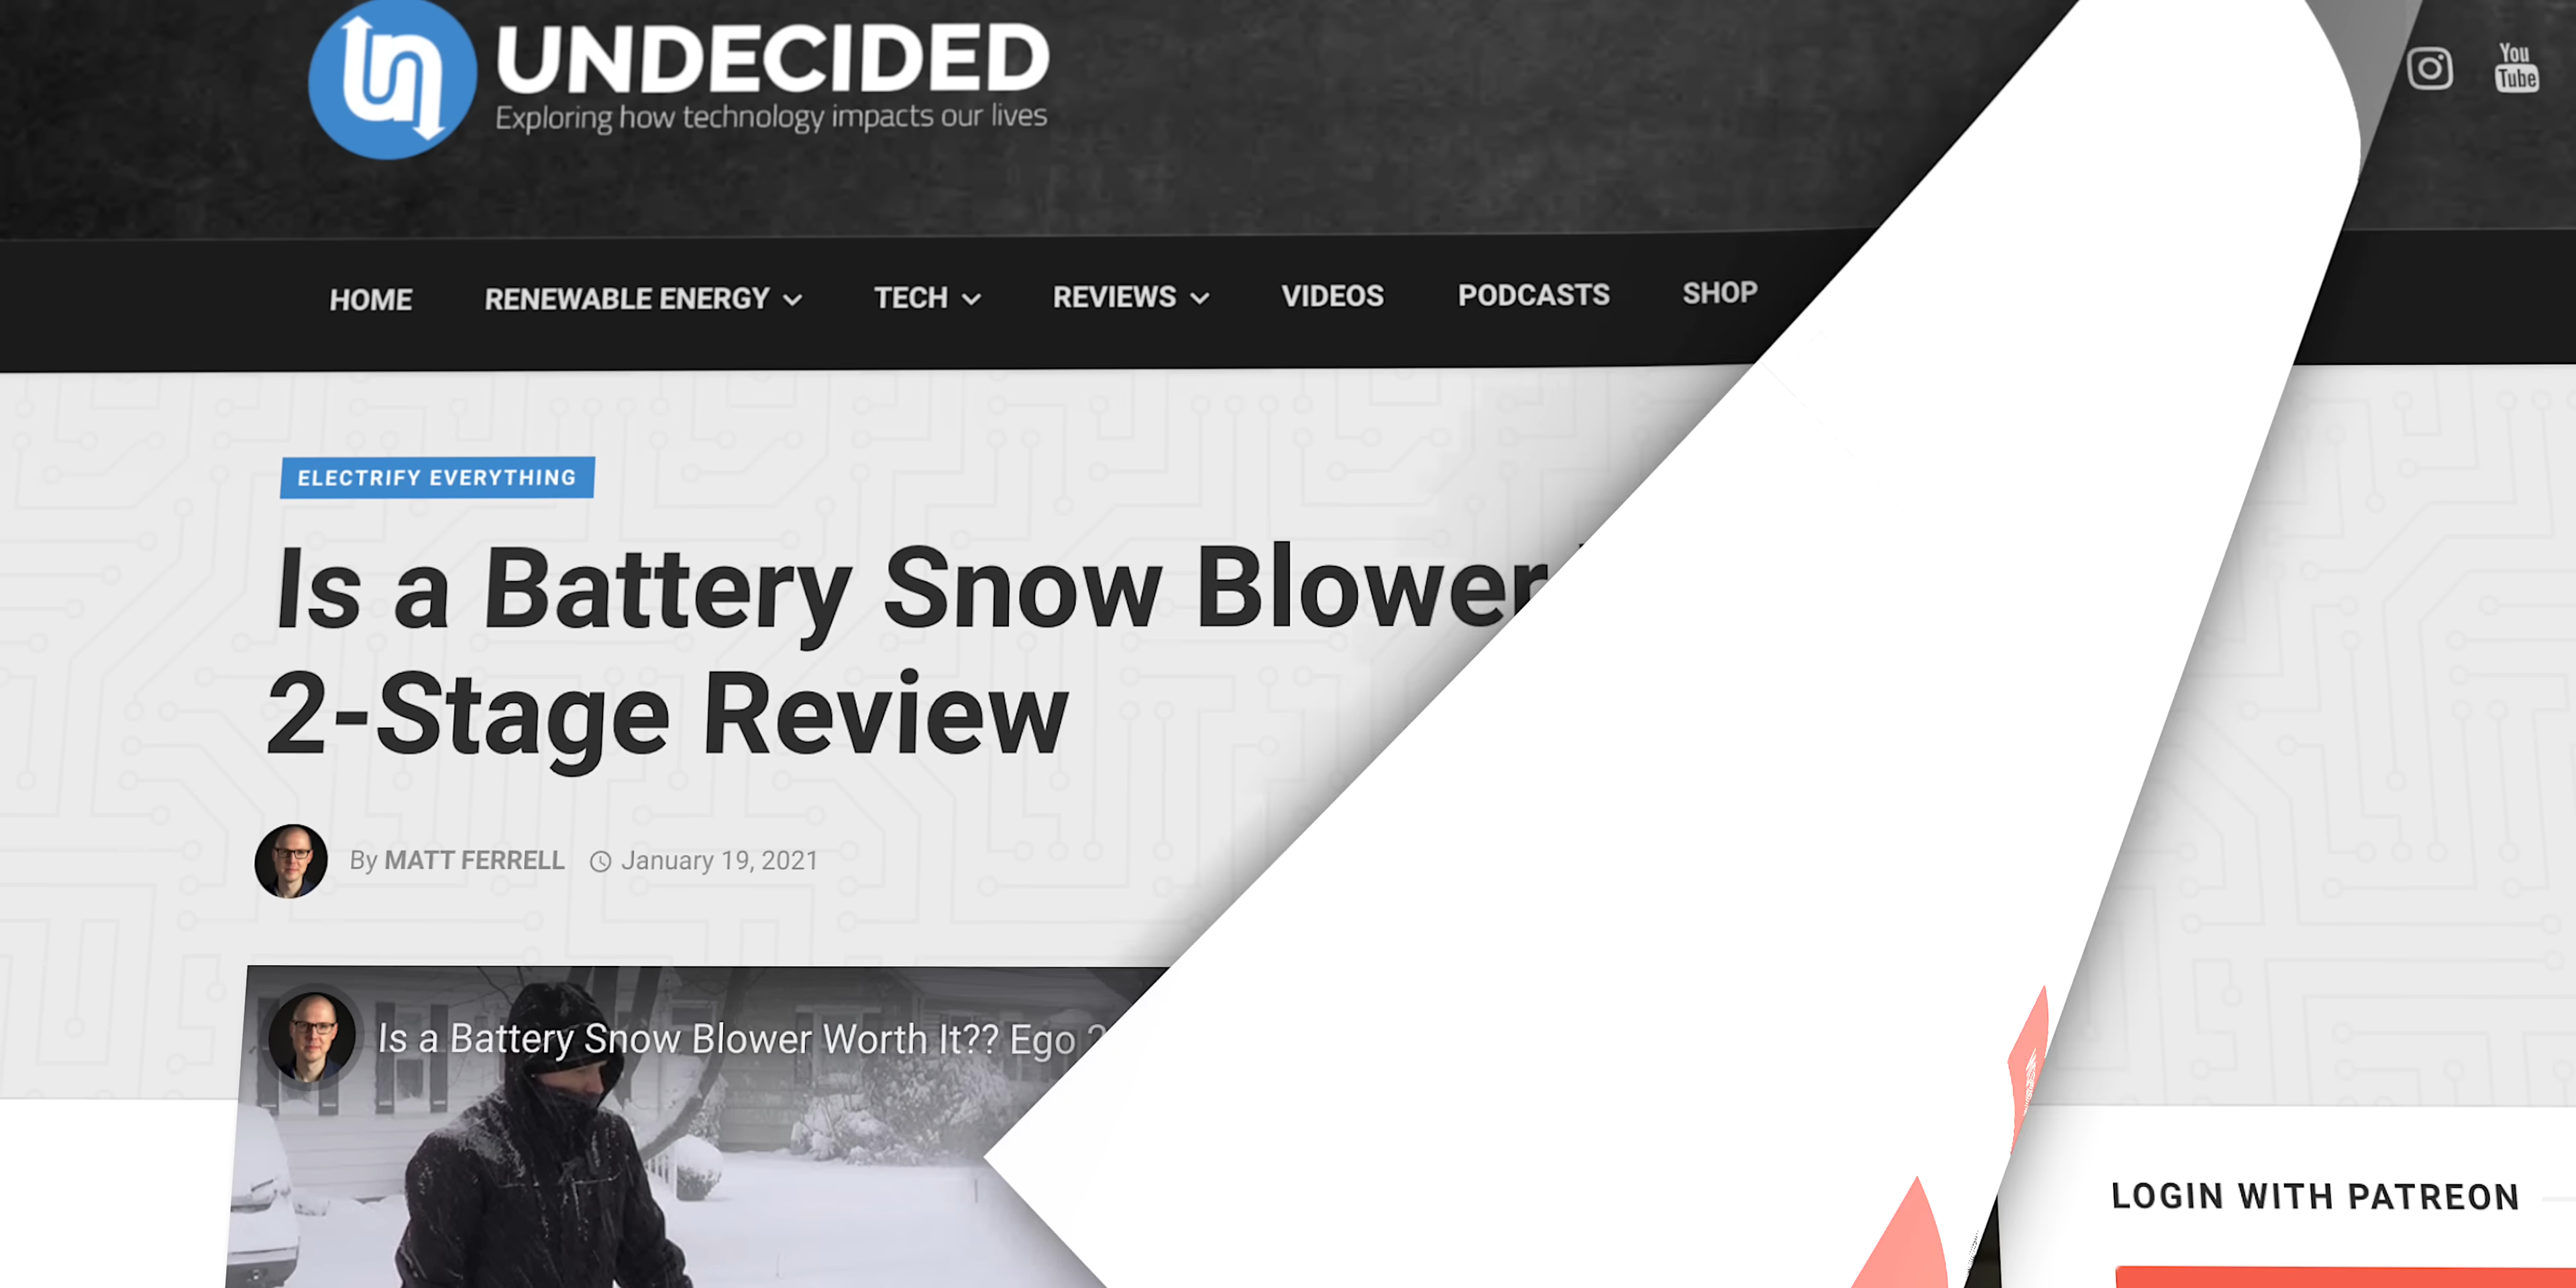 UNDECIDED
Exploring how technology impacts our lives
You
Tube
HOME RENEWABLE ENERGY TECH REVIEWS VIDEOS PODCASTS SHOP
ELECTRIFY EVERYTHING
Is a Battery Snow Blower
2-Stage Review
By MATT FERRELL January 19, 2021
Is a Battery Snow Blower Worth It?? Ego
LOGIN WITH PATREON